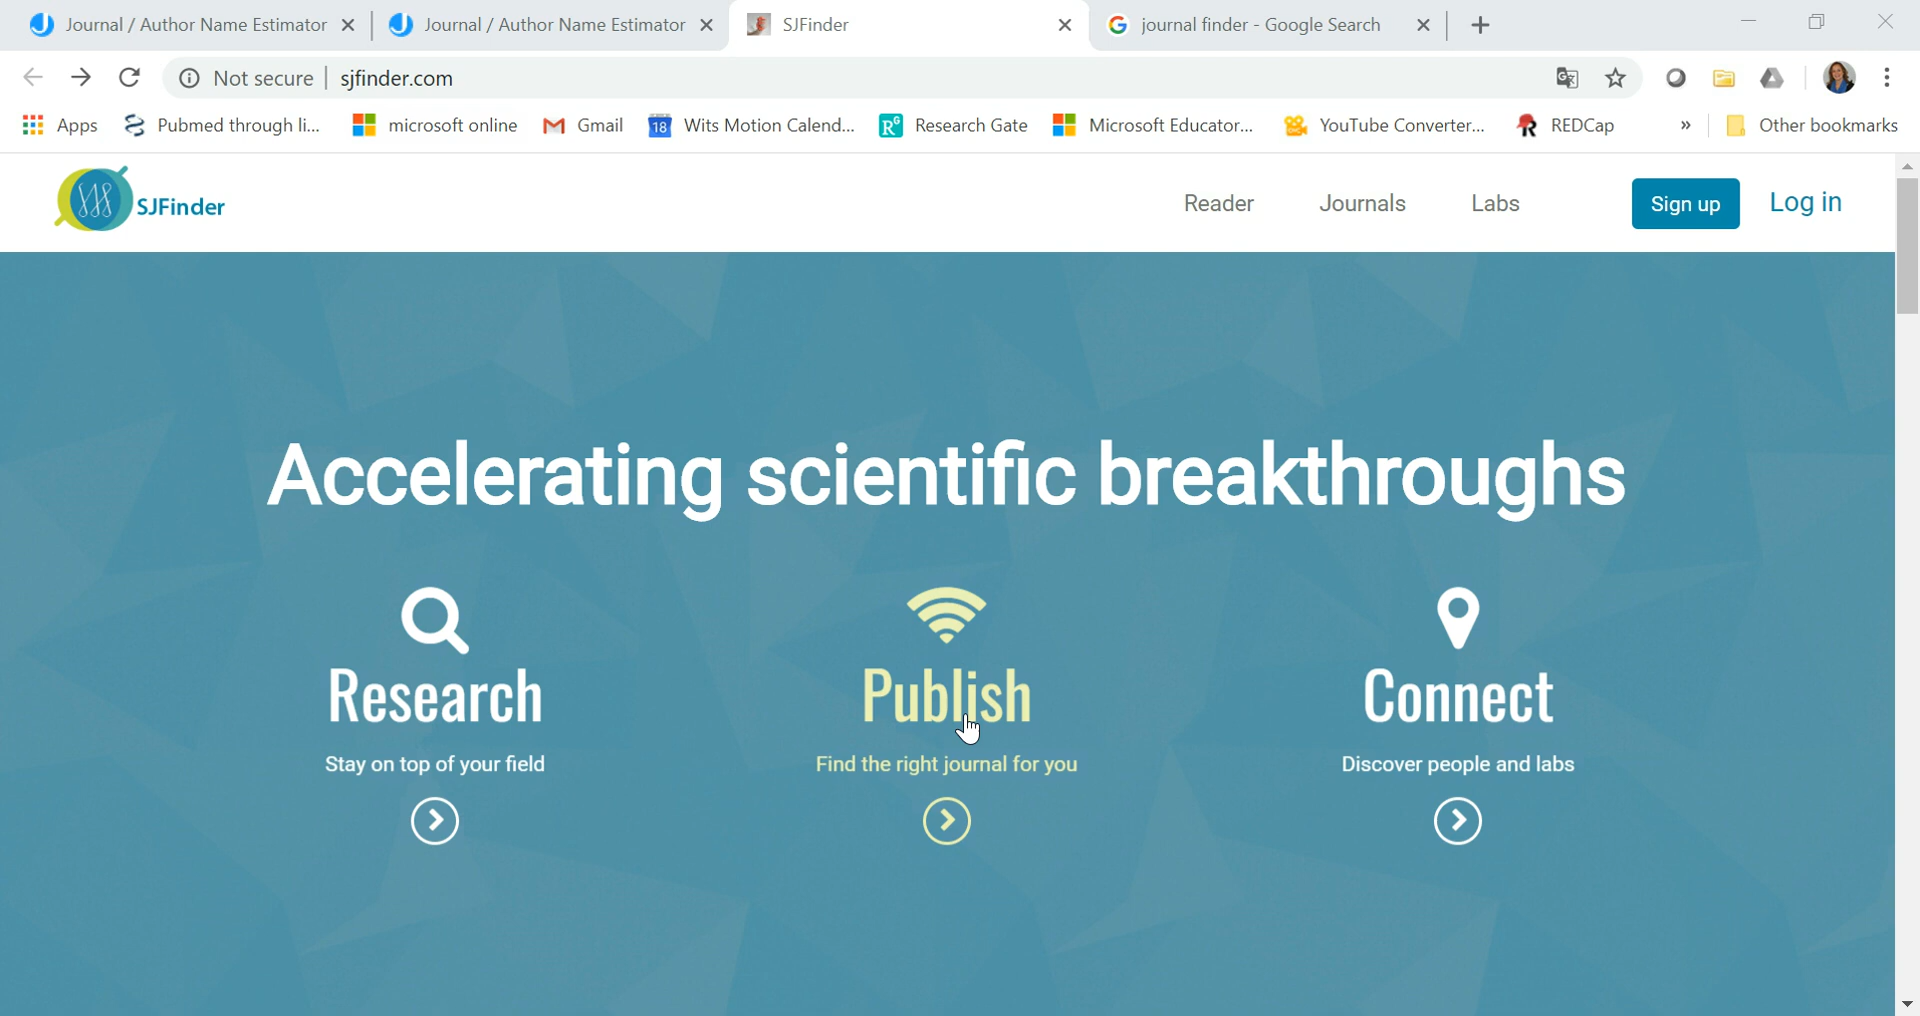 Journal / Author Name Estimator
Journal / Author Name Estimator
SJFinder
journal finder - Google Search
Not secure
sjfinder.com
Apps
Pubmed through li...
microsoft online
Gmail
18
Wits Motion Calend...
RG
Research Gate
Microsoft Educator...
YouTube Converter...
REDCap
»
Other bookmarks
SJFinder
Reader
Journals
Labs
Sign up
Log in
Accelerating scientific breakthroughs
Research
Publish
Connect
Stay on top of your field
Find the right journal for you
Discover people and labs